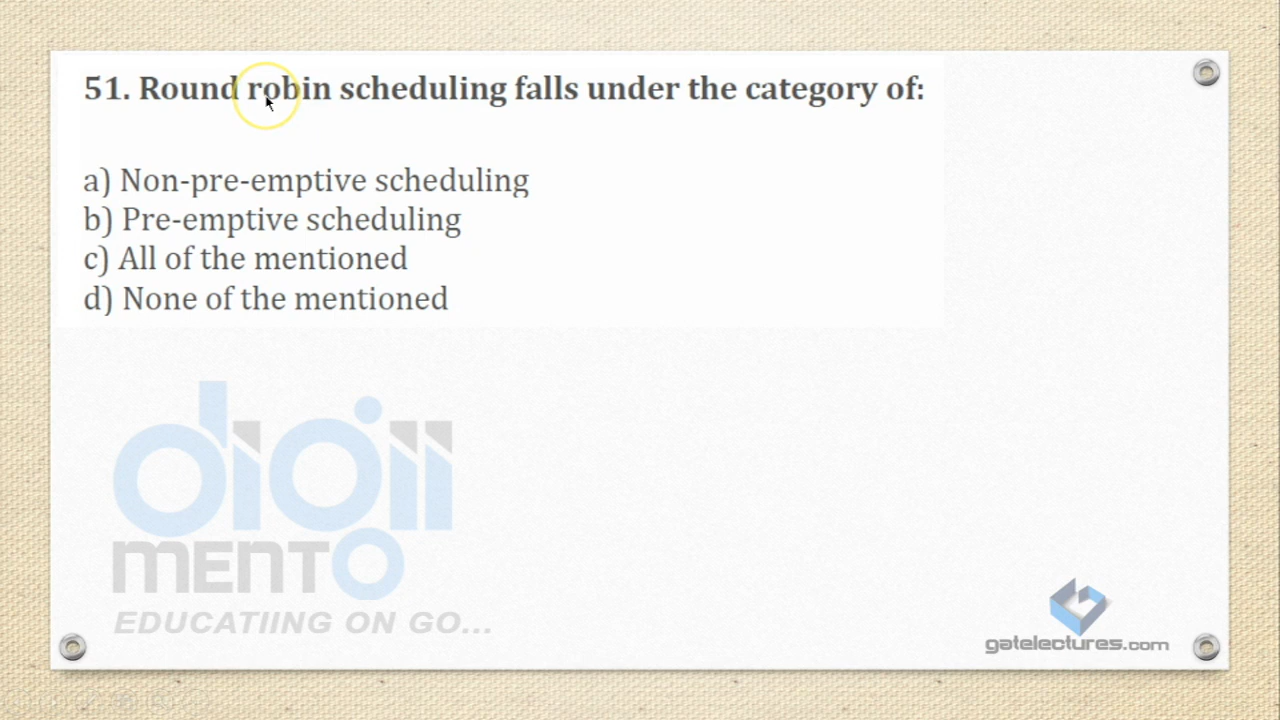 51. Round robin scheduling falls under the category of:
a) Non-pre-emptive scheduling
b) Pre-emptive scheduling
c) All of the mentioned
d) None of the mentioned
digii
mento
EDUCATIING ON GO...
gatelectures.com